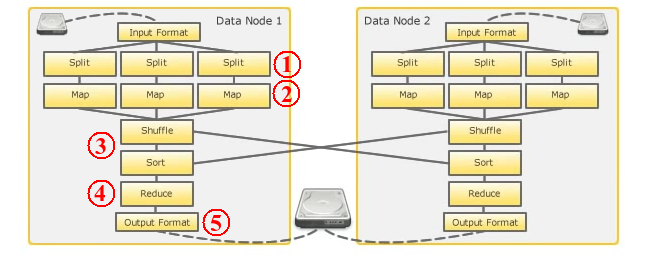 Data Node 1
Input Format
Split Split Split ①
Map Map Map ②
Shuffle
③
Sort
④ Reduce
Output Format ⑤
Data Node 2
Input Format
Split Split Split
Map Map Map
Shuffle
Sort
Reduce
Output Format